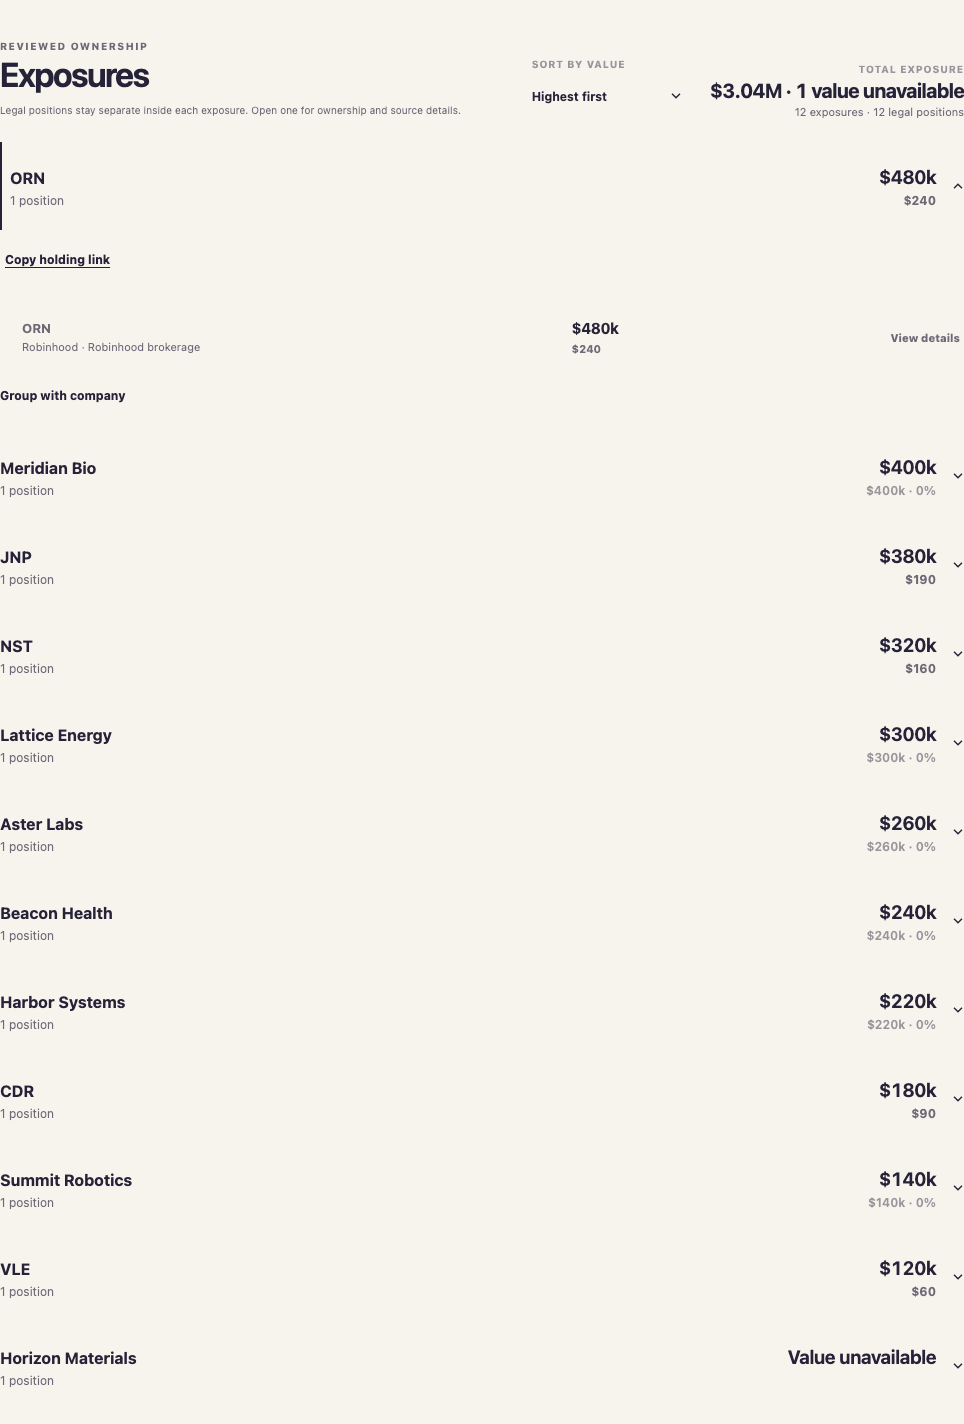 REVIEWED OWNERSHIP
Exposures
Legal positions stay separate inside each exposure. Open one for ownership and source details.
SORT BY VALUE
Highest first
TOTAL EXPOSURE
$3.04M · 1 value unavailable
12 exposures · 12 legal positions
ORN
1 position
$480k
$240
Copy holding link
ORN
Robinhood · Robinhood brokerage
$480k
$240
View details
Group with company
Meridian Bio
1 position
$400k
$400k · 0%
JNP
1 position
$380k
$190
NST
1 position
$320k
$160
Lattice Energy
1 position
$300k
$300k · 0%
Aster Labs
1 position
$260k
$260k · 0%
Beacon Health
1 position
$240k
$240k · 0%
Harbor Systems
1 position
$220k
$220k · 0%
CDR
1 position
$180k
$90
Summit Robotics
1 position
$140k
$140k · 0%
VLE
1 position
$120k
$60
Horizon Materials
1 position
Value unavailable